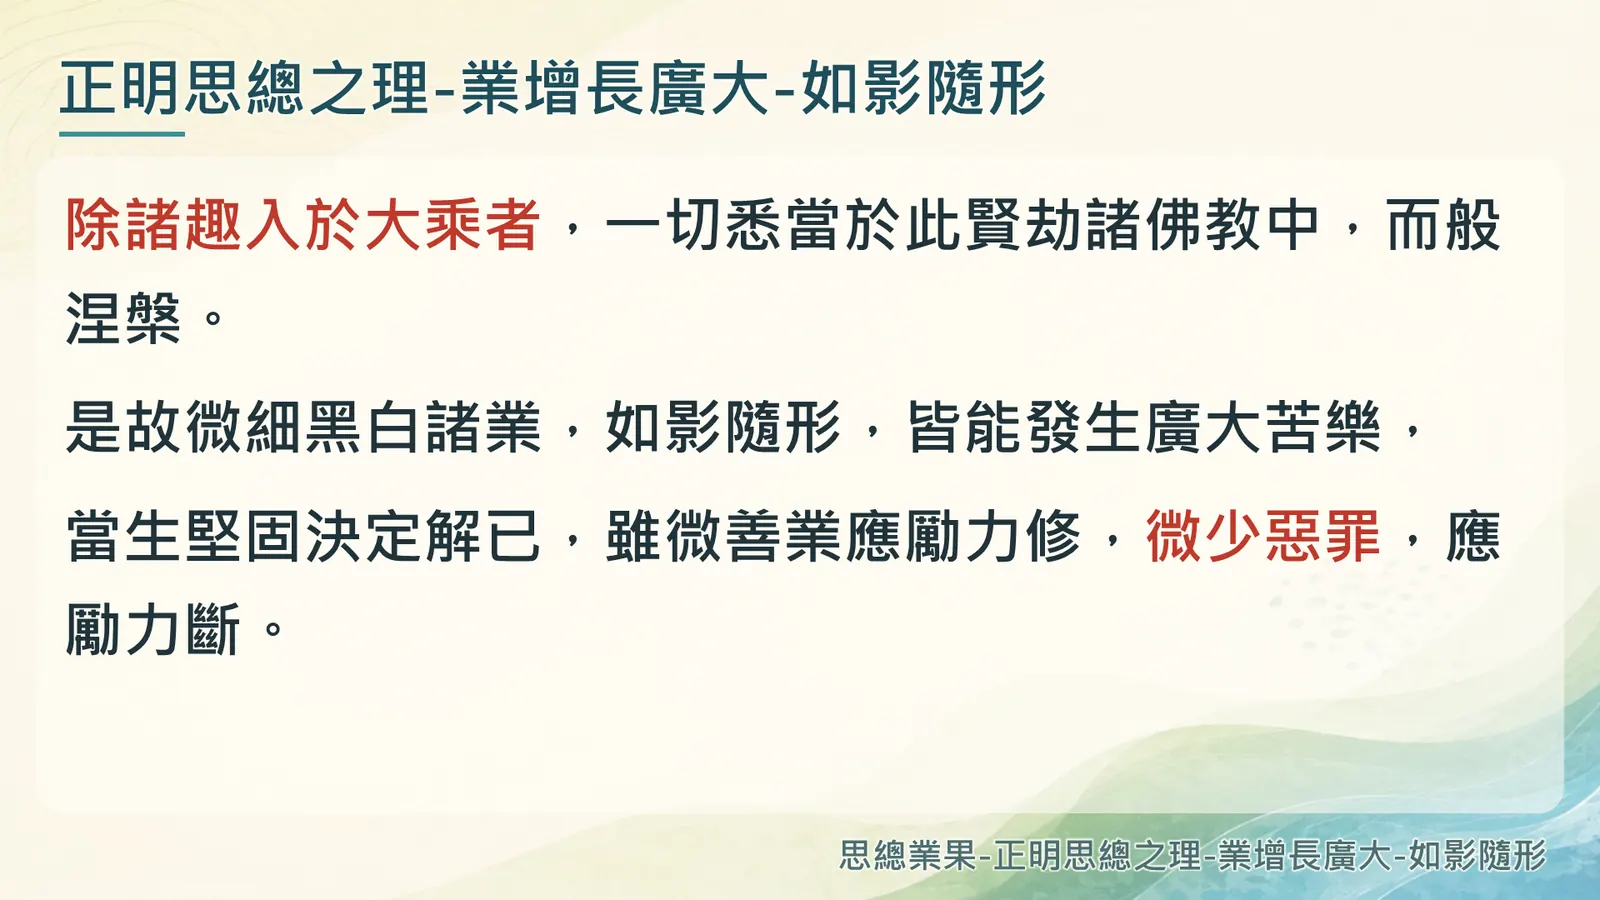 正明思總之理-業增長廣大-如影隨形
除諸趣入於大乘者，一切悉當於此賢劫諸佛教中，而般
涅槃。
是故微細黑白諸業，如影隨形，皆能發生廣大苦樂，
當生堅固決定解已，雖微善業應勵力修，微少惡罪，應
勵力斷。
思總業果-正明思總之理-業增長廣大-如影隨形